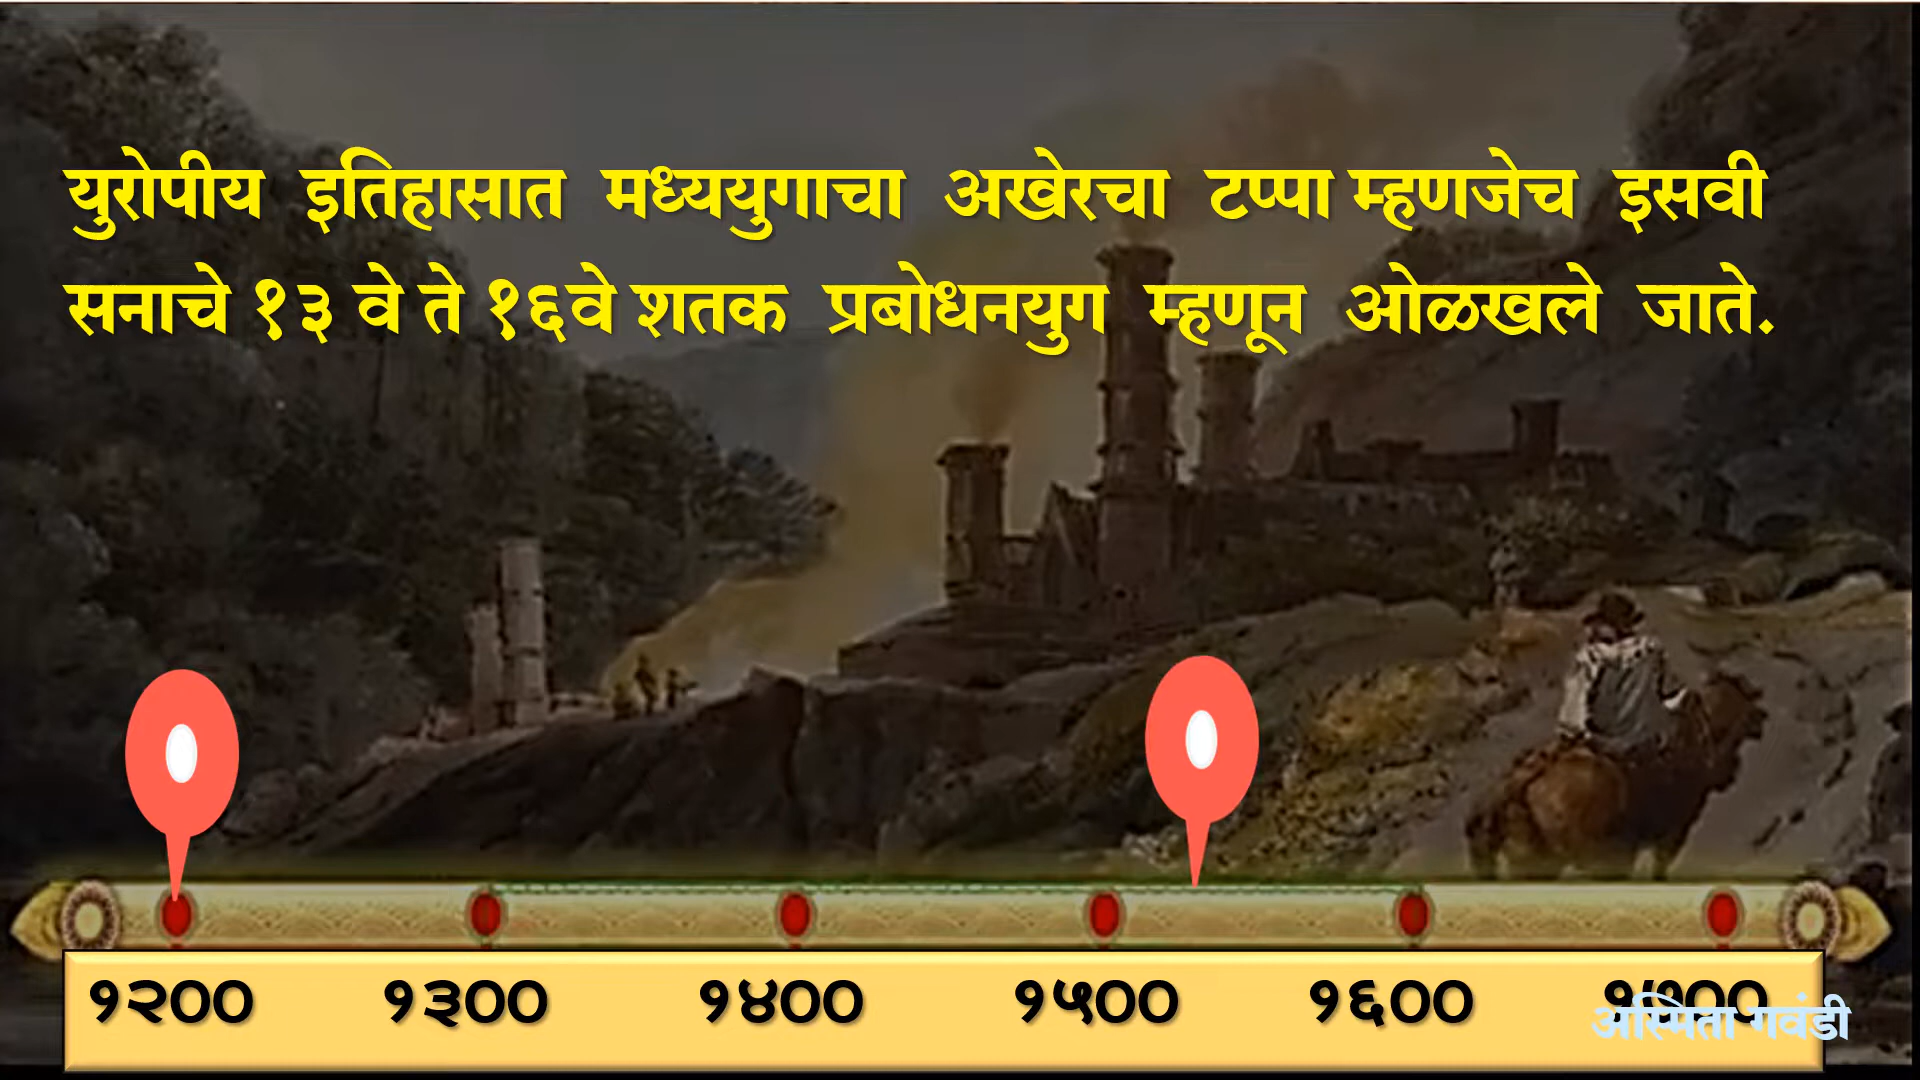 युरोपीय इतिहासात मध्ययुगाचा अखेरचा टप्पा म्हणजेच इसवी
सनाचे १३ वे ते १६वे शतक प्रबोधनयुग म्हणून ओळखले जाते.
१२०० १३०० १४०० १५०० १६०० १७००
अस्मिता गवंडी